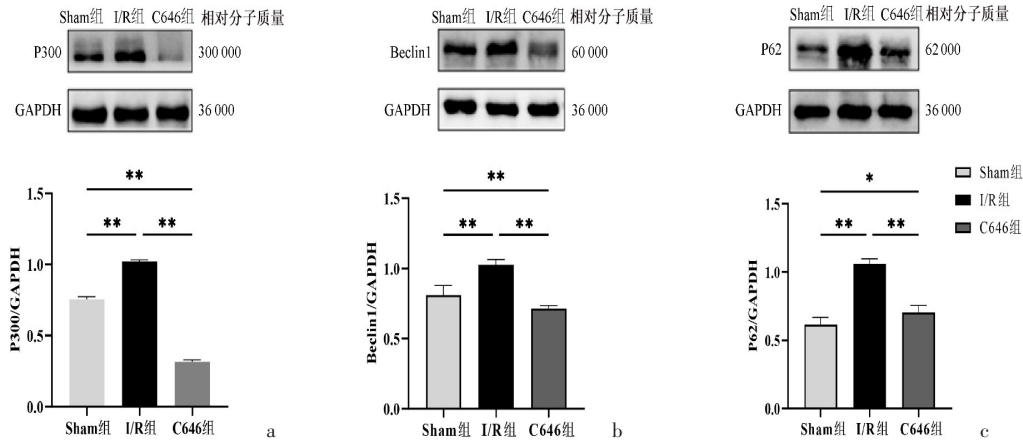 Sham组 I/R组 C646组 相对分子质量
P300 300 000
GAPDH 36 000
**
** **
P300/GAPDH
1.5
1.0
0.5
0.0
Sham组 I/R组 C646组
a
Sham组 I/R组 C646组 相对分子质量
Beclin1 60 000
GAPDH 36 000
**
** **
Beclin1/GAPDH
1.5
1.0
0.5
0.0
Sham组 I/R组 C646组
b
Sham组 I/R组 C646组 相对分子质量
P62 62 000
GAPDH 36 000
*
** **
P62/GAPDH
1.5
1.0
0.5
0.0
Sham组 I/R组 C646组
c
Sham组
I/R组
C646组